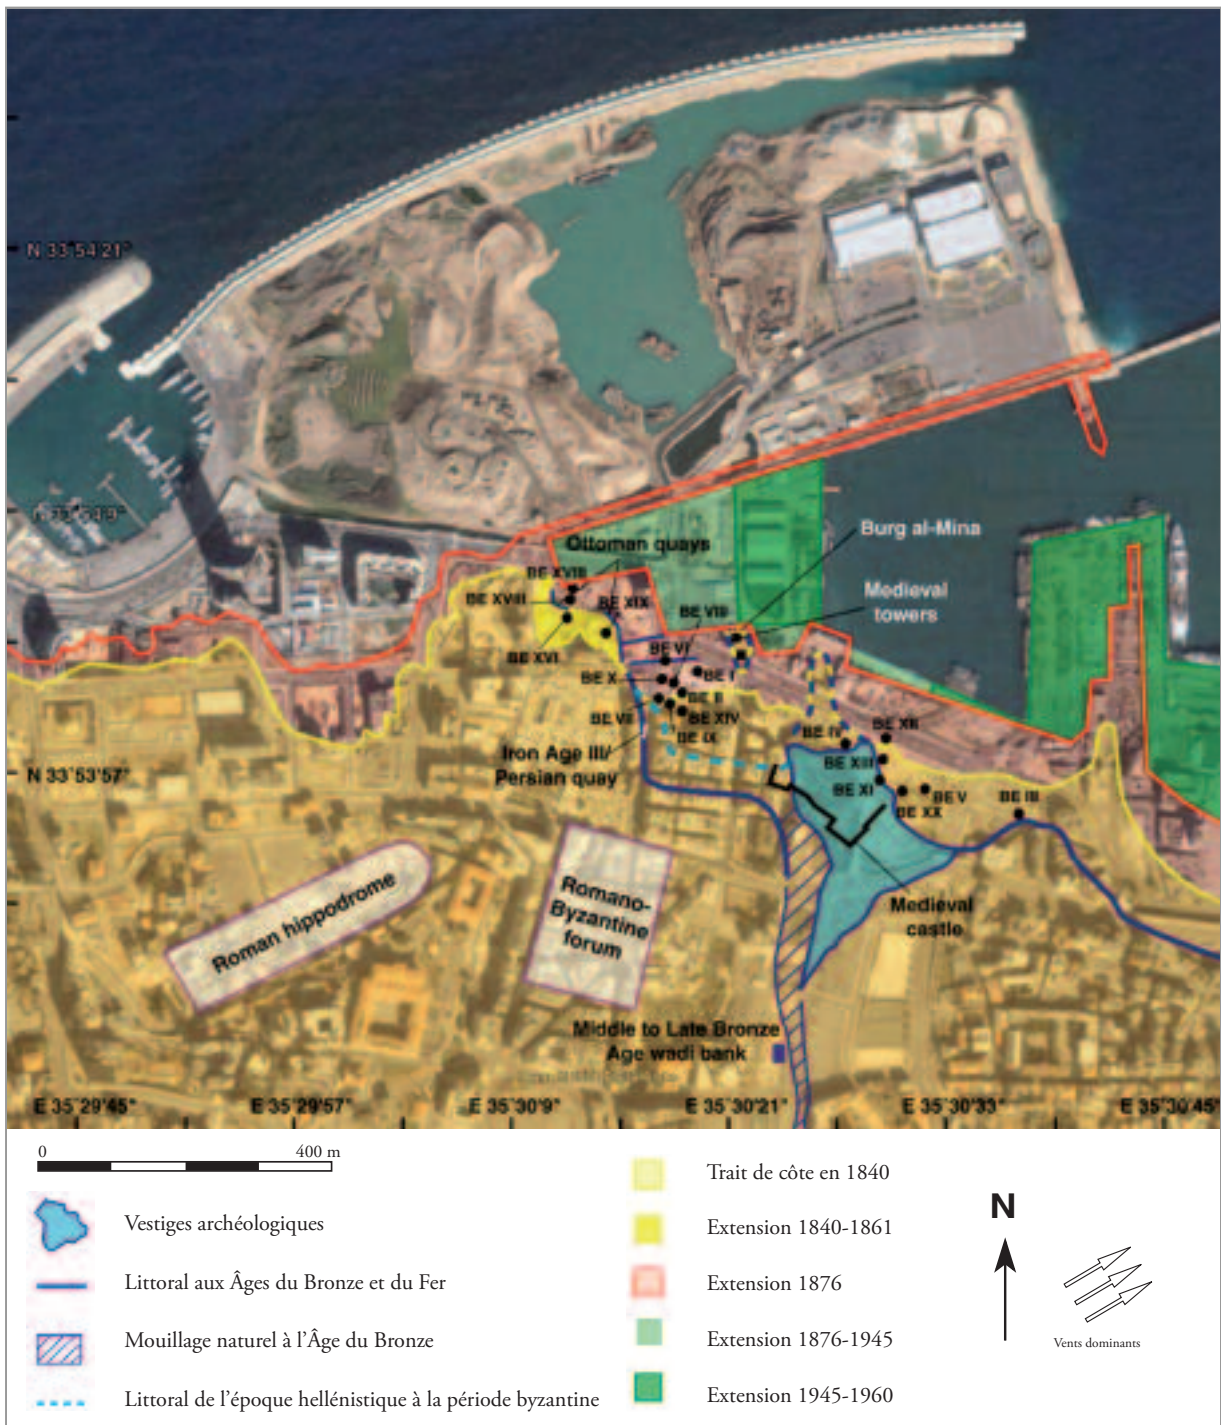 N 33°54'21"
Burg al-Mina
Ottoman quays
BE XVIII
BE XVIII
BE XIX
BE VIII
Medieval
towers
BE XVI
BE VI
BE X
BE I
BE II
BE VII
BE XIV
BE IX
BE IV
BE XII
BE XIII
BE XI
BE V
BE XX
BE III
Iron Age III/
Persian quay
N 33°53'57"
Roman hippodrome
Romano-
Byzantine
forum
Medieval
castle
Middle to Late Bronze
Age wadi bank
E 35°29'45"
E 35°29'57"
E 35°30'9"
E 35°30'21"
E 35°30'33"
E 35°30'45"
0
400 m
Vestiges archéologiques
Littoral aux Âges du Bronze et du Fer
Mouillage naturel à l'Âge du Bronze
Littoral de l'époque hellénistique à la période byzantine
Trait de côte en 1840
Extension 1840-1861
Extension 1876
Extension 1876-1945
Extension 1945-1960
N
Vents dominants